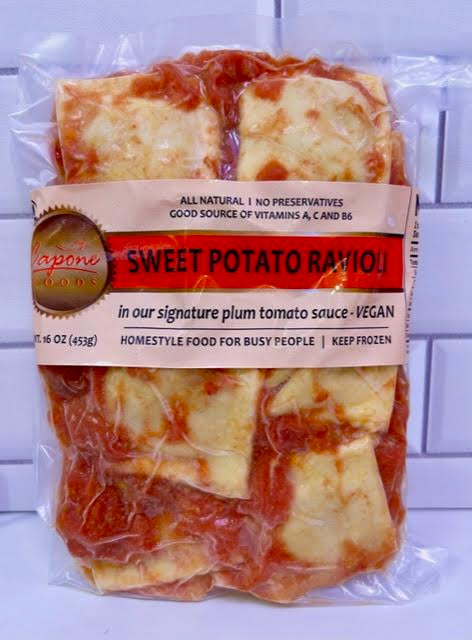 ALL NATURAL | NO PRESERVATIVES
GOOD SOURCE OF VITAMINS A, C AND B6
Capone
FOODS
SWEET POTATO RAVIOLI
in our signature plum tomato sauce - VEGAN
T. 16 OZ (453g)
HOMESTYLE FOOD FOR BUSY PEOPLE | KEEP FROZEN